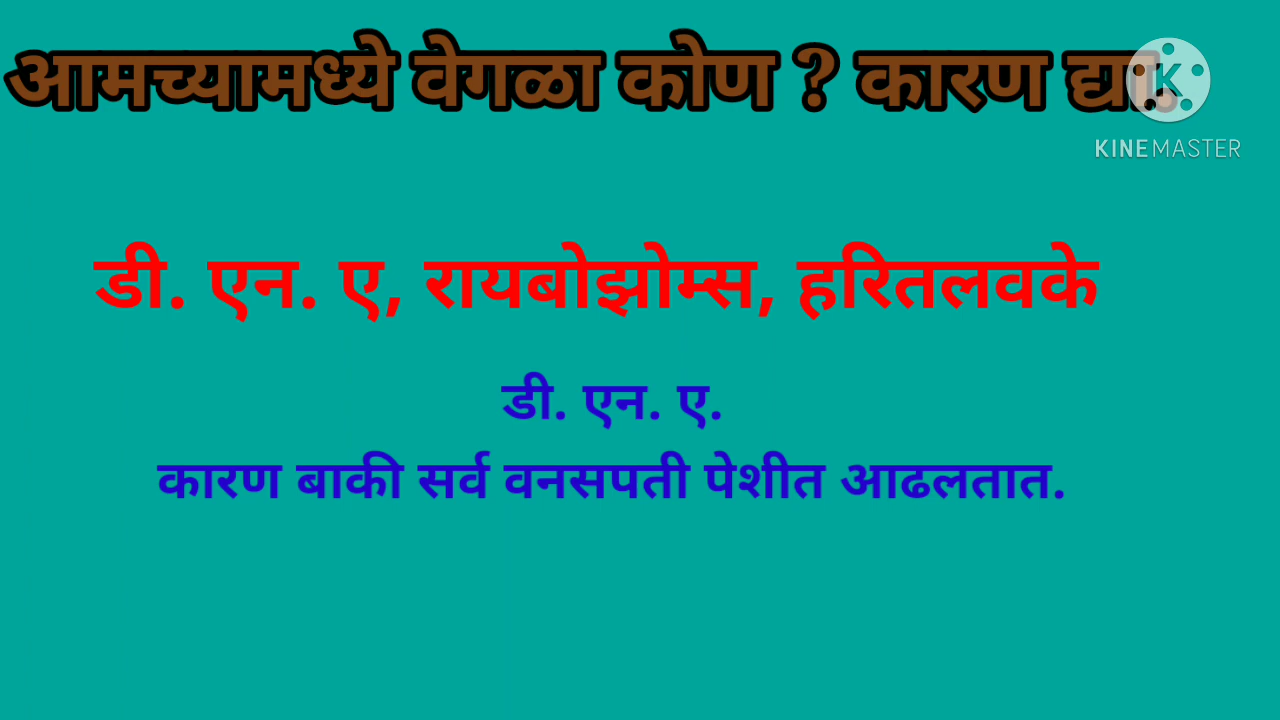 आमच्यामध्ये वेगळा कोण ? कारण द्या.
KINEMASTER
डी. एन. ए, रायबोझोम्स, हरितलवके
डी. एन. ए.
कारण बाकी सर्व वनसपती पेशीत आढलतात.